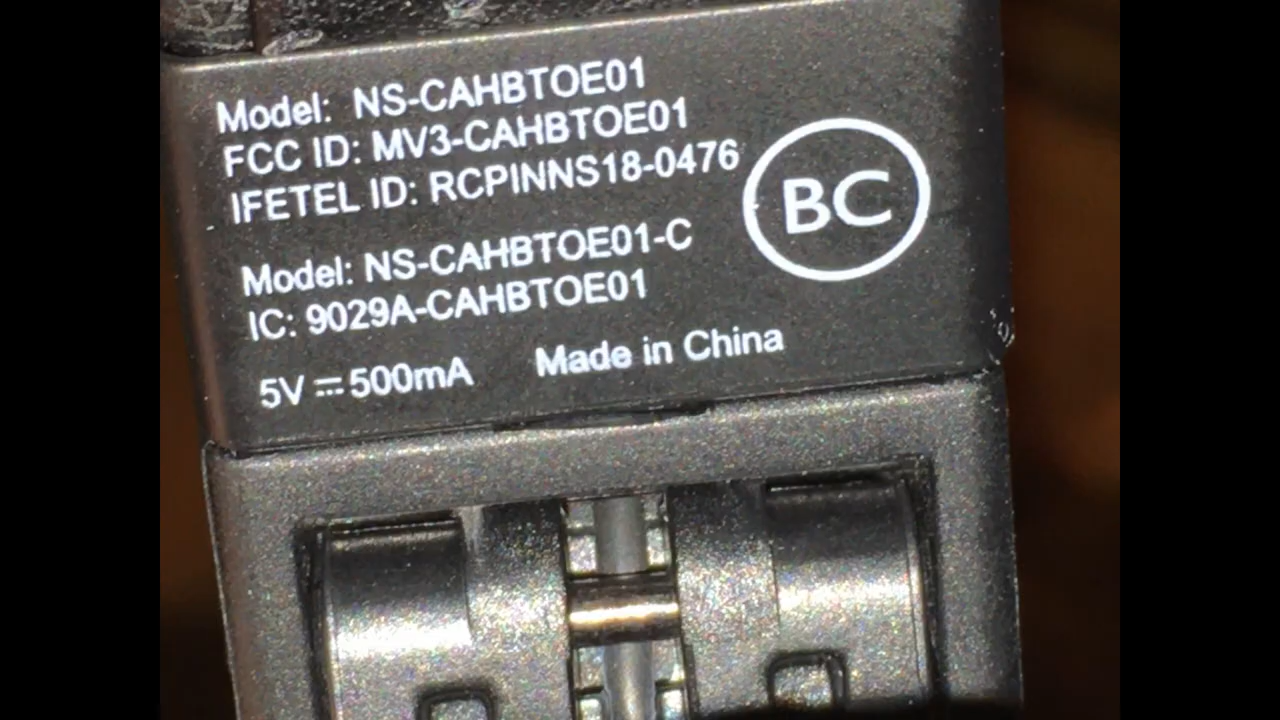 Model: NS-CAHBTOE01
FCC ID: MV3-CAHBTOE01
IFETEL ID: RCPINNS18-0476
BC
Model: NS-CAHBTOE01-C
IC: 9029A-CAHBTOE01
5V ⎓ 500mA Made in China